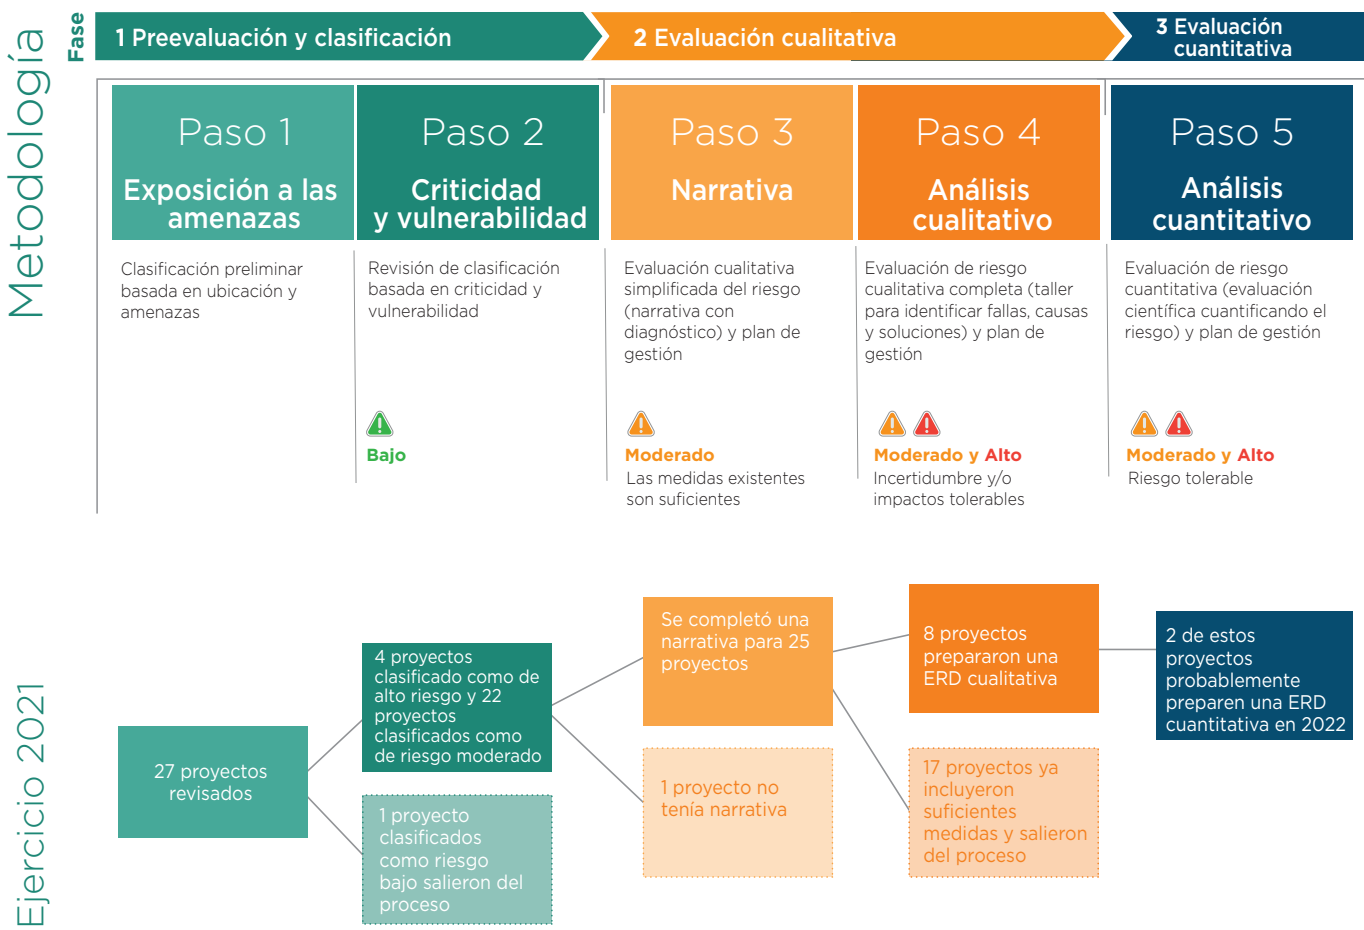 Metodología
Fase
1 Preevaluación y clasificación
2 Evaluación cualitativa
3 Evaluación
cuantitativa
Paso 1
Exposición a las
amenazas
Clasificación preliminar
basada en ubicación y
amenazas
Paso 2
Criticidad
y vulnerabilidad
Revisión de clasificación
basada en criticidad y
vulnerabilidad
Bajo
Paso 3
Narrativa
Evaluación cualitativa
simplificada del riesgo
(narrativa con
diagnóstico) y plan de
gestión
Moderado
Las medidas existentes
son suficientes
Paso 4
Análisis
cualitativo
Evaluación de riesgo
cualitativa completa (taller
para identificar fallas, causas
y soluciones) y plan de
gestión
Moderado y Alto
Incertidumbre y/o
impactos tolerables
Paso 5
Análisis
cuantitativo
Evaluación de riesgo
cuantitativa (evaluación
científica cuantificando el
riesgo) y plan de gestión
Moderado y Alto
Riesgo tolerable
Ejercicio 2021
27 proyectos
revisados
4 proyectos
clasificado como de
alto riesgo y 22
proyectos
clasificados como
de riesgo moderado
1 proyecto
clasificados
como riesgo
bajo salieron del
proceso
Se completó una
narrativa para 25
proyectos
1 proyecto no
tenía narrativa
8 proyectos
prepararon una
ERD cualitativa
17 proyectos ya
incluyeron
suficientes
medidas y salieron
del proceso
2 de estos
proyectos
probablemente
preparen una ERD
cuantitativa en 2022